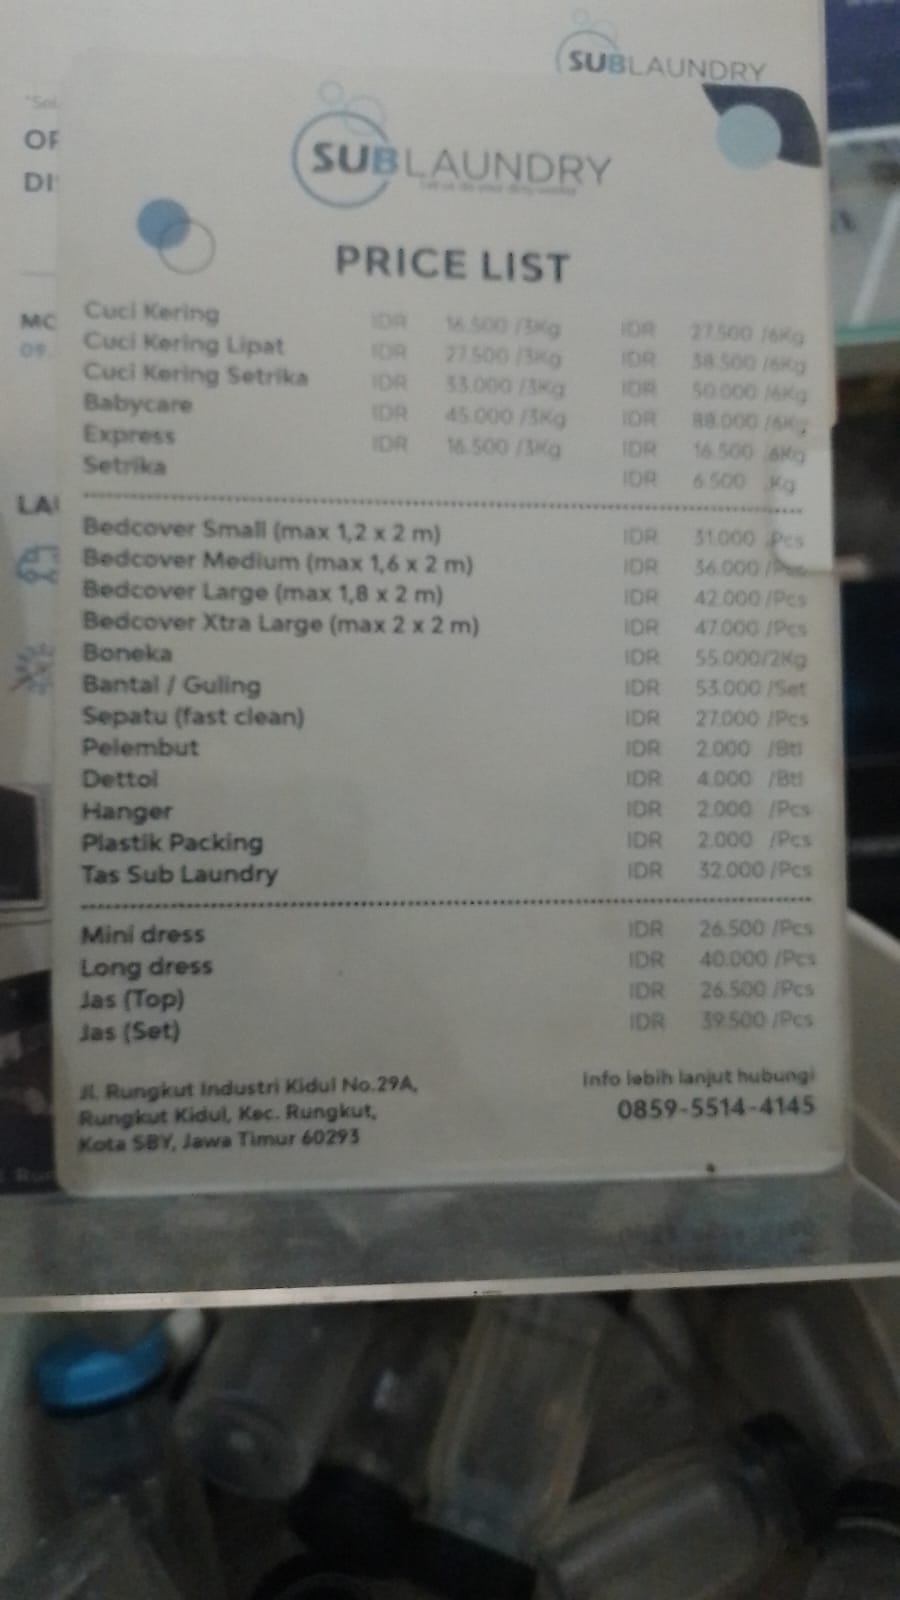 SUBLAUNDRY
OF
DI
SUBLAUNDRY
PRICE LIST
Cuci Kering IDR 16.500 /3Kg IDR 27.500 /6Kg
Cuci Kering Lipat IDR 27.500 /3Kg IDR 38.500 /6Kg
Cuci Kering Setrika IDR 33.000 /3Kg IDR 50.000 /6Kg
Babycare IDR 45.000 /3Kg IDR 88.000 /6Kg
Express IDR 16.500 /3Kg IDR 16.500 6Kg
Setrika IDR 6.500 Kg
Bedcover Small (max 1,2 x 2 m) IDR 31.000 Pcs
Bedcover Medium (max 1,6 x 2 m) IDR 36.000 /Pcs
Bedcover Large (max 1,8 x 2 m) IDR 42.000 /Pcs
Bedcover Xtra Large (max 2 x 2 m) IDR 47.000 /Pcs
Boneka IDR 55.000/2Kg
Bantal / Guling IDR 53.000 /Set
Sepatu (fast clean) IDR 27.000 /Pcs
Pelembut IDR 2.000 /Btl
Dettol IDR 4.000 /Btl
Hanger IDR 2.000 /Pcs
Plastik Packing IDR 2.000 /Pcs
Tas Sub Laundry IDR 32.000 /Pcs
Mini dress IDR 26.500 /Pcs
Long dress IDR 40.000 /Pcs
Jas (Top) IDR 26.500 /Pcs
Jas (Set) IDR 39.500 /Pcs
Jl. Rungkut Industri Kidul No.29A,
Rungkut Kidul, Kec. Rungkut,
Kota SBY, Jawa Timur 60293
Info lebih lanjut hubungi
0859-5514-4145
MC
09.
LA